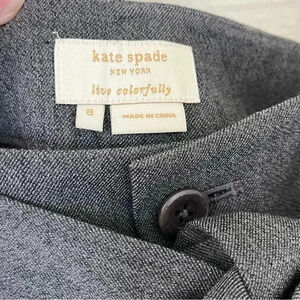 kate spade
NEW YORK
live colorfully
8
MADE IN CHINA